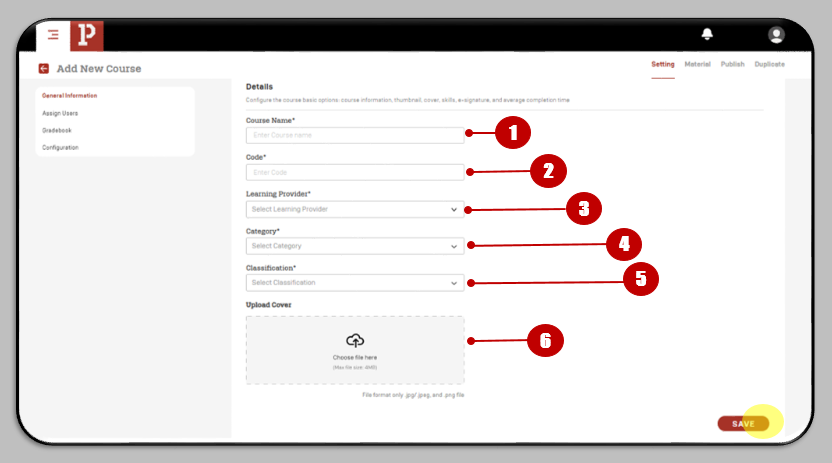 P
Add New Course
Setting Material Publish Duplicate
General Information
Assign Users
Gradebook
Configuration
Details
Configure the course basic options: course information, thumbnail, cover, skills, e-signature, and average completion time
Course Name*
Enter Course name
1
Code*
Enter Code
2
Learning Provider*
Select Learning Provider
3
Category*
Select Category
4
Classification*
Select Classification
5
Upload Cover
Choose file here
(Max file size: 4MB)
6
File format only .jpg/.jpeg, and .png file
SAVE